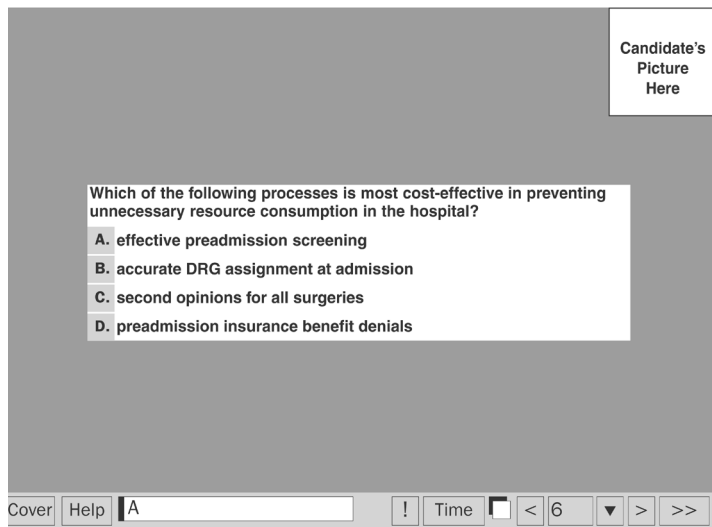 Candidate's
Picture
Here
Which of the following processes is most cost-effective in preventing
unnecessary resource consumption in the hospital?
A. effective preadmission screening
B. accurate DRG assignment at admission
C. second opinions for all surgeries
D. preadmission insurance benefit denials
Cover Help A ! Time < 6 ▼ > >>